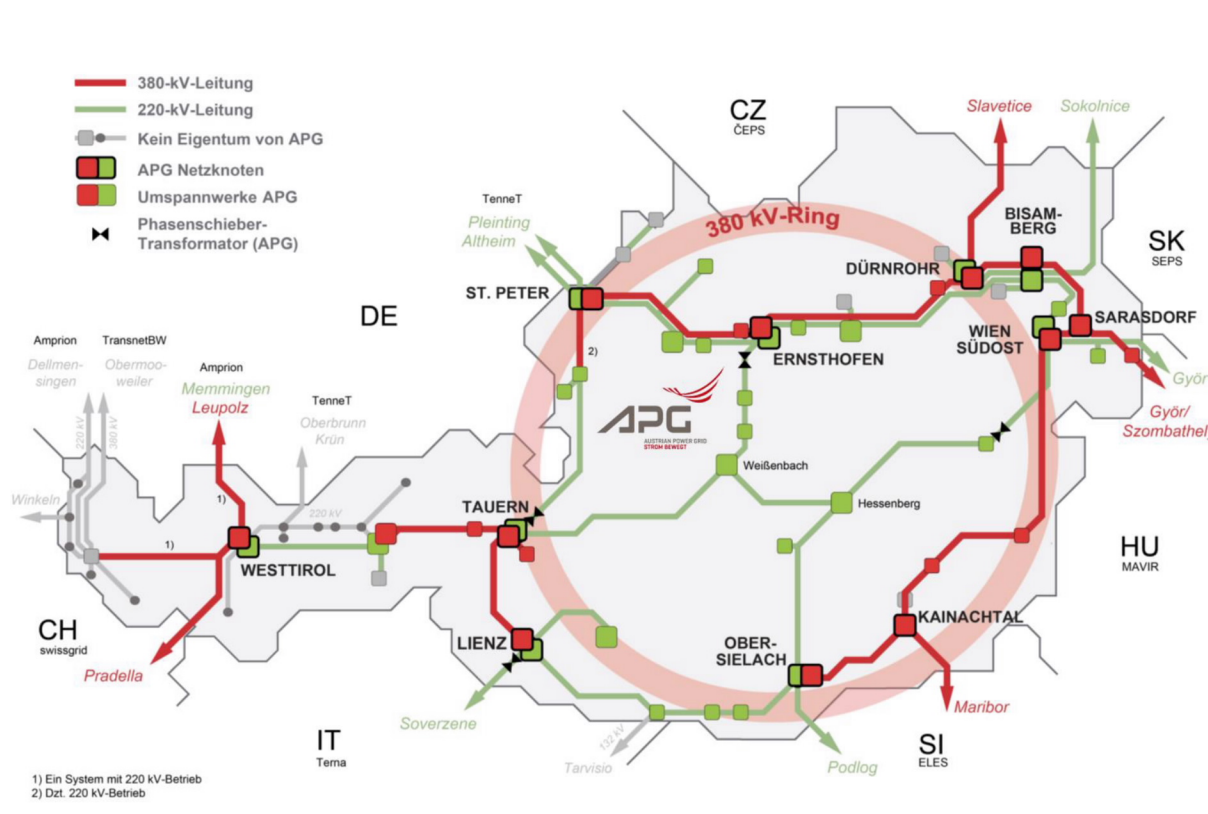 380-kV-Leitung
220-kV-Leitung
Kein Eigentum von APG
APG Netzknoten
Umspannwerke APG
Phasenschieber-
Transformator (APG)
CZ
ČEPS
Slavetice
Sokolnice
TenneT
Pleinting
Altheim
380 kV-Ring
BISAM-
BERG
SK
SEPS
DÜRNROHR
ST. PETER
DE
WIEN
SÜDOST
SARASDORF
ERNSTHOFEN
2)
Amprion
TransnetBW
Dellmen-
singen
Obermoo-
weiler
Amprion
Memmingen
Leupolz
TenneT
Oberbrunn
Krün
APG
AUSTRIAN POWER GRID
STROM BEWEGT
Györ
Györ/
Szombathely
220 kV
380 kV
Weißenbach
Winkeln
1)
220 kV
TAUERN
Hessenberg
1)
WESTTIROL
HU
MAVIR
CH
swissgrid
LIENZ
KAINACHTAL
OBER-
SIELACH
Pradella
Maribor
Soverzene
IT
Terna
132 kV
Tarvisio
Podlog
SI
ELES
1) Ein System mit 220 kV-Betrieb
2) Dzt. 220 kV-Betrieb